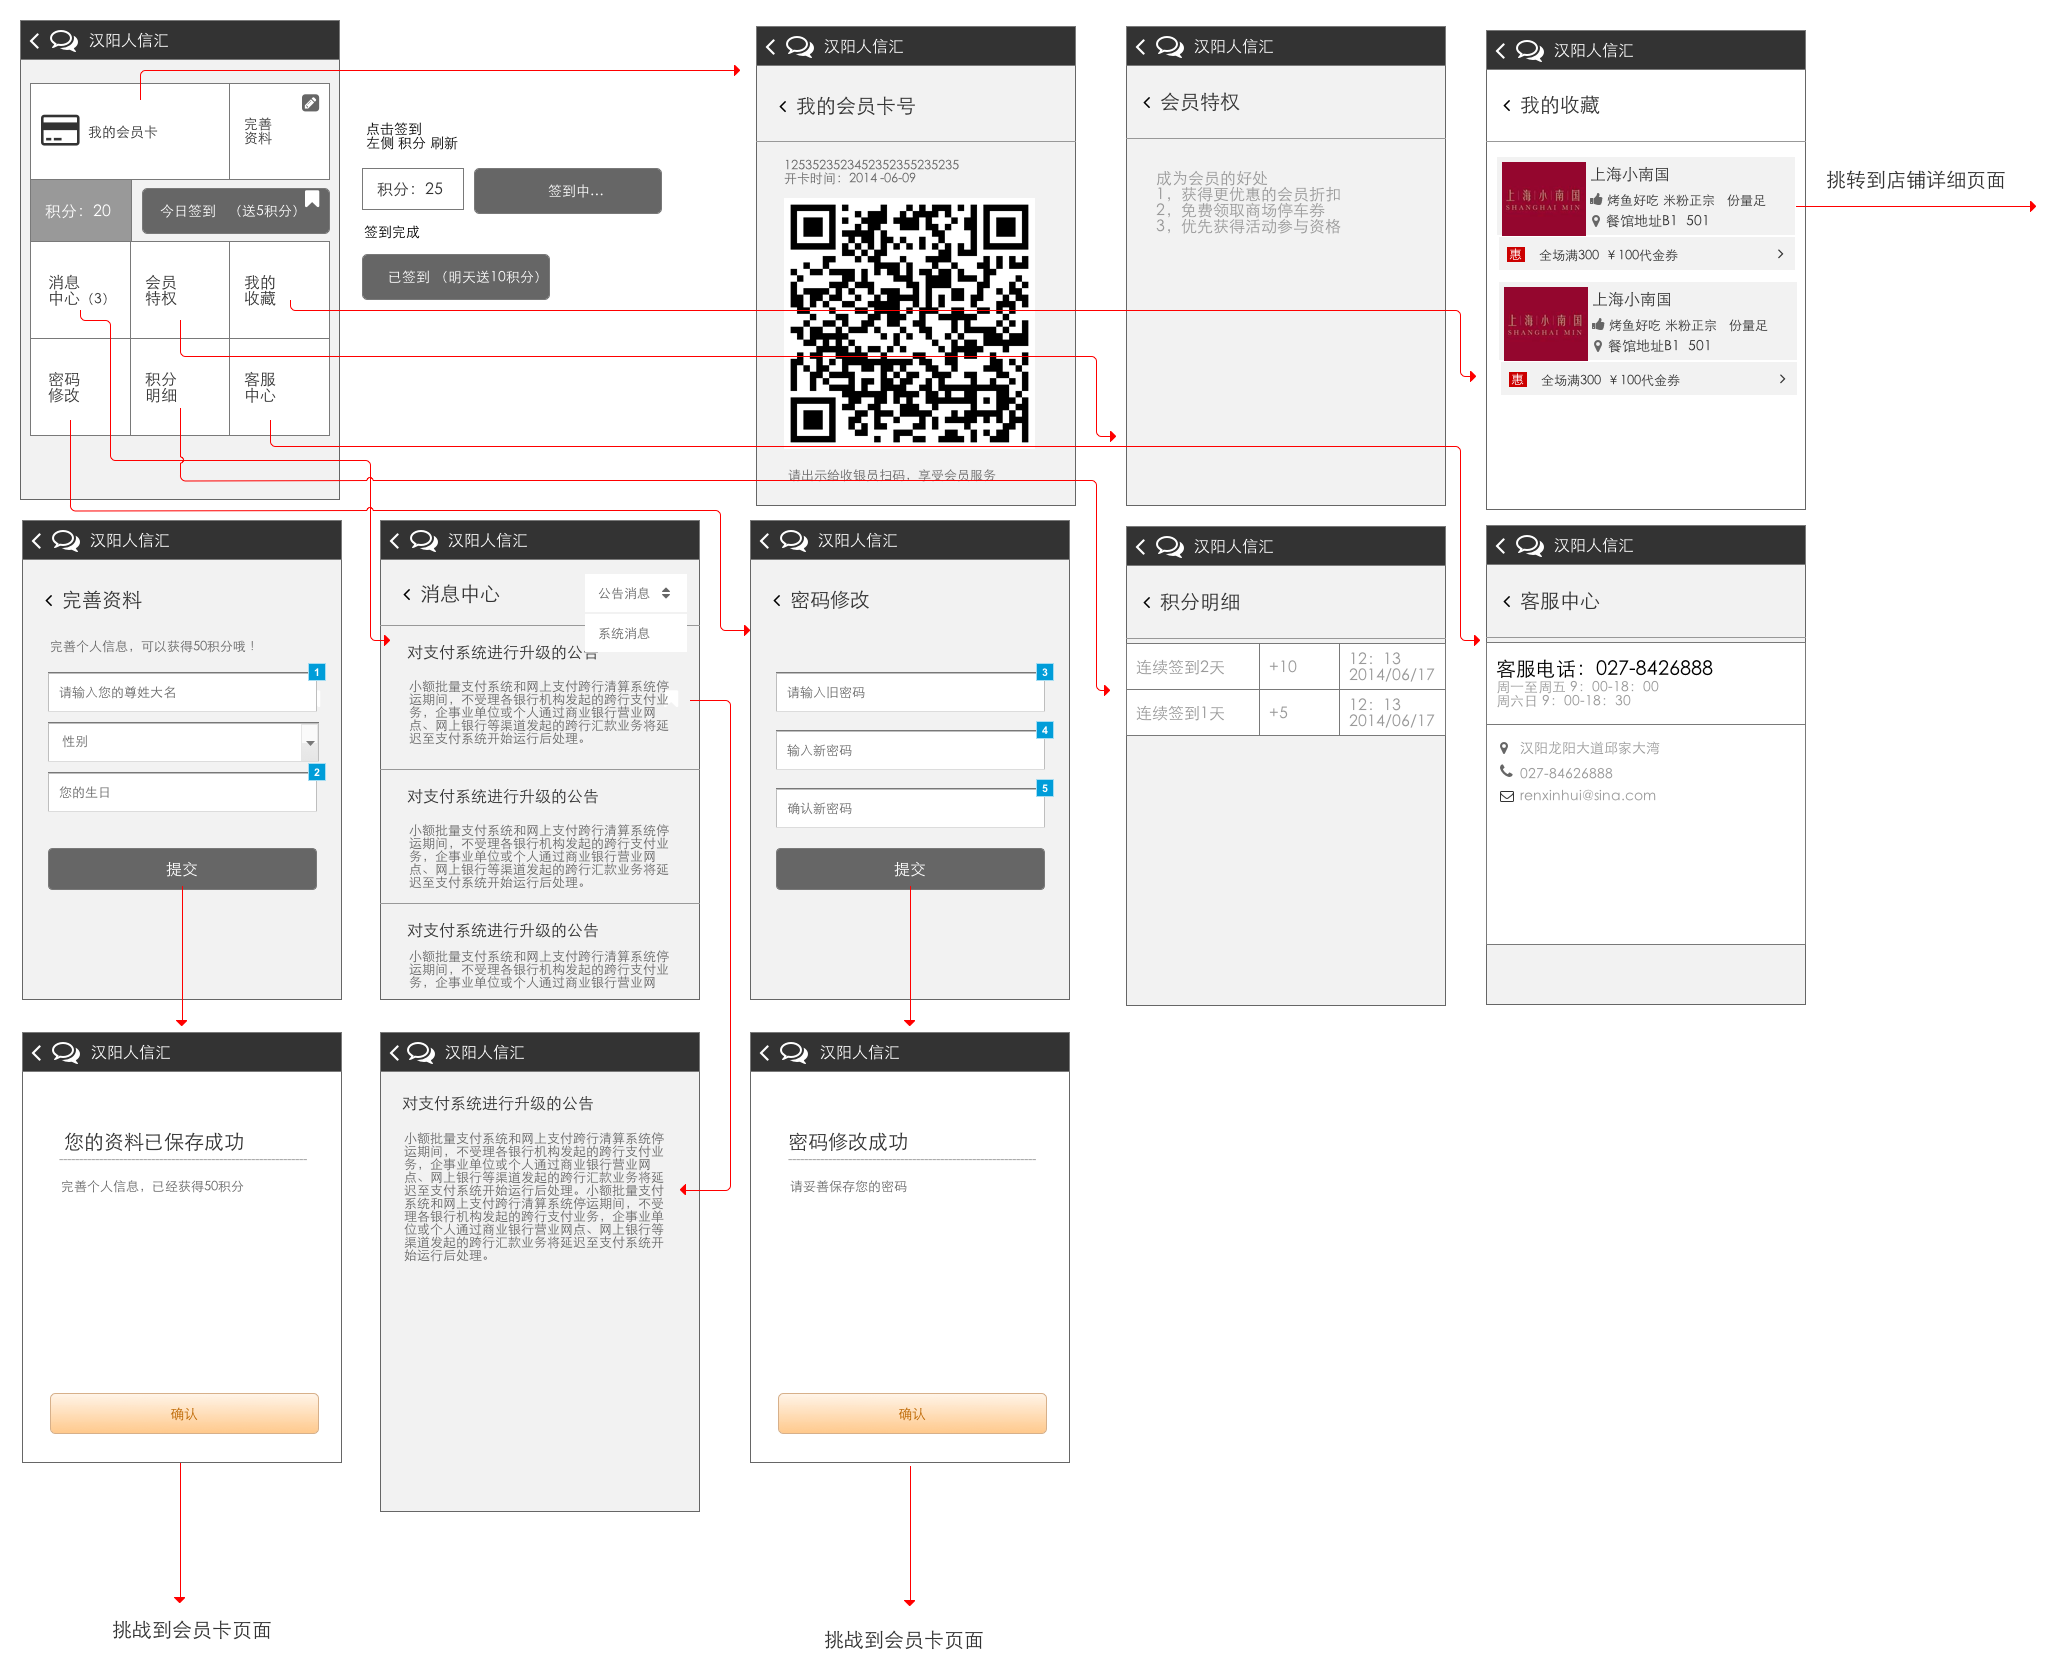 汉阳人信汇
我的会员卡
完善
资料
积分：20
今日签到 （送5积分）
消息
中心（3）
会员
特权
我的
收藏
密码
修改
积分
明细
客服
中心
点击签到
左侧 积分 刷新
积分：25
签到中...
签到完成
已签到 （明天送10积分）
汉阳人信汇
我的会员卡号
1253523523452352355235235
开卡时间：2014 -06-09
请出示给收银员扫码，享受会员服务
汉阳人信汇
会员特权
成为会员的好处
1，获得更优惠的会员折扣
2，免费领取商场停车券
3，优先获得活动参与资格
汉阳人信汇
我的收藏
上海小南国
SHANGHAI MIN
上海小南国
烤鱼好吃 米粉正宗 份量足
餐馆地址B1 501
惠 全场满300 ￥100代金券
上海小南国
SHANGHAI MIN
上海小南国
烤鱼好吃 米粉正宗 份量足
餐馆地址B1 501
惠 全场满300 ￥100代金券
挑转到店铺详细页面
汉阳人信汇
完善资料
完善个人信息，可以获得50积分哦！
1
请输入您的尊姓大名
性别
2
您的生日
提交
汉阳人信汇
消息中心
公告消息
系统消息
对支付系统进行升级的公告
小额批量支付系统和网上支付跨行清算系统停
运期间，不受理各银行机构发起的跨行支付业
务，企事业单位或个人通过商业银行营业网
点、网上银行等渠道发起的跨行汇款业务将延
迟至支付系统开始运行后处理。
对支付系统进行升级的公告
小额批量支付系统和网上支付跨行清算系统停
运期间，不受理各银行机构发起的跨行支付业
务，企事业单位或个人通过商业银行营业网
点、网上银行等渠道发起的跨行汇款业务将延
迟至支付系统开始运行后处理。
对支付系统进行升级的公告
小额批量支付系统和网上支付跨行清算系统停
运期间，不受理各银行机构发起的跨行支付业
务，企事业单位或个人通过商业银行营业网
汉阳人信汇
密码修改
3
请输入旧密码
4
输入新密码
5
确认新密码
提交
汉阳人信汇
积分明细
连续签到2天 +10 12：13
2014/06/17
连续签到1天 +5 12：13
2014/06/17
汉阳人信汇
客服中心
客服电话：027-8426888
周一至周五 9：00-18：00
周六日 9：00-18：30
汉阳龙阳大道邱家大湾
027-84626888
renxinhui@sina.com
汉阳人信汇
您的资料已保存成功
完善个人信息，已经获得50积分
确认
挑战到会员卡页面
汉阳人信汇
对支付系统进行升级的公告
小额批量支付系统和网上支付跨行清算系统停
运期间，不受理各银行机构发起的跨行支付业
务，企事业单位或个人通过商业银行营业网
点、网上银行等渠道发起的跨行汇款业务将延
迟至支付系统开始运行后处理。小额批量支付
系统和网上支付跨行清算系统停运期间，不受
理各银行机构发起的跨行支付业务，企事业单
位或个人通过商业银行营业网点、网上银行等
渠道发起的跨行汇款业务将延迟至支付系统开
始运行后处理。
汉阳人信汇
密码修改成功
请妥善保存您的密码
确认
挑战到会员卡页面